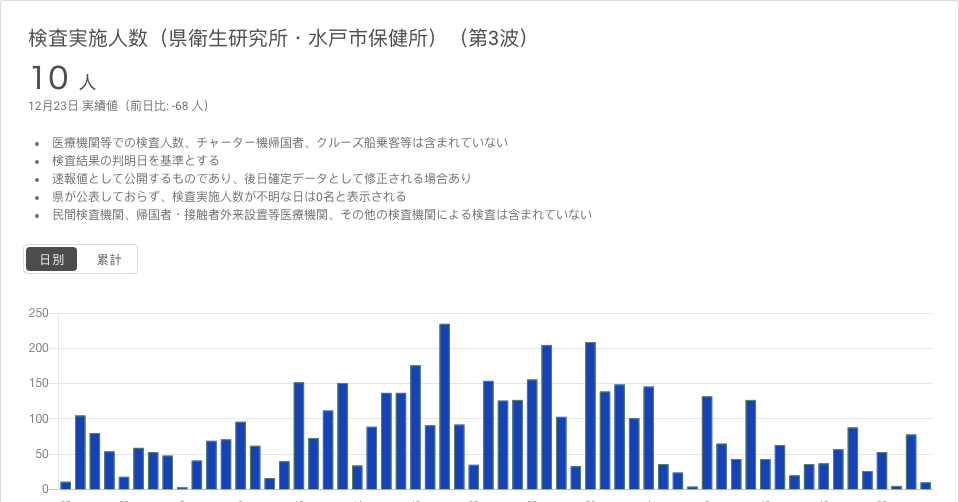 検査実施人数（県衛生研究所・水戸市保健所）（第3波）
10 人
12月23日 実績値（前日比: -68 人）
• 医療機関等での検査人数、チャーター機帰国者、クルーズ船乗客等は含まれていない
• 検査結果の判明日を基準とする
• 速報値として公開するものであり、後日確定データとして修正される場合あり
• 県が公表しておらず、検査実施人数が不明な日は0名と表示される
• 民間検査機関、帰国者・接触者外来設置等医療機関、その他の検査機関による検査は含まれていない
日別 累計
250
200
150
100
50
0